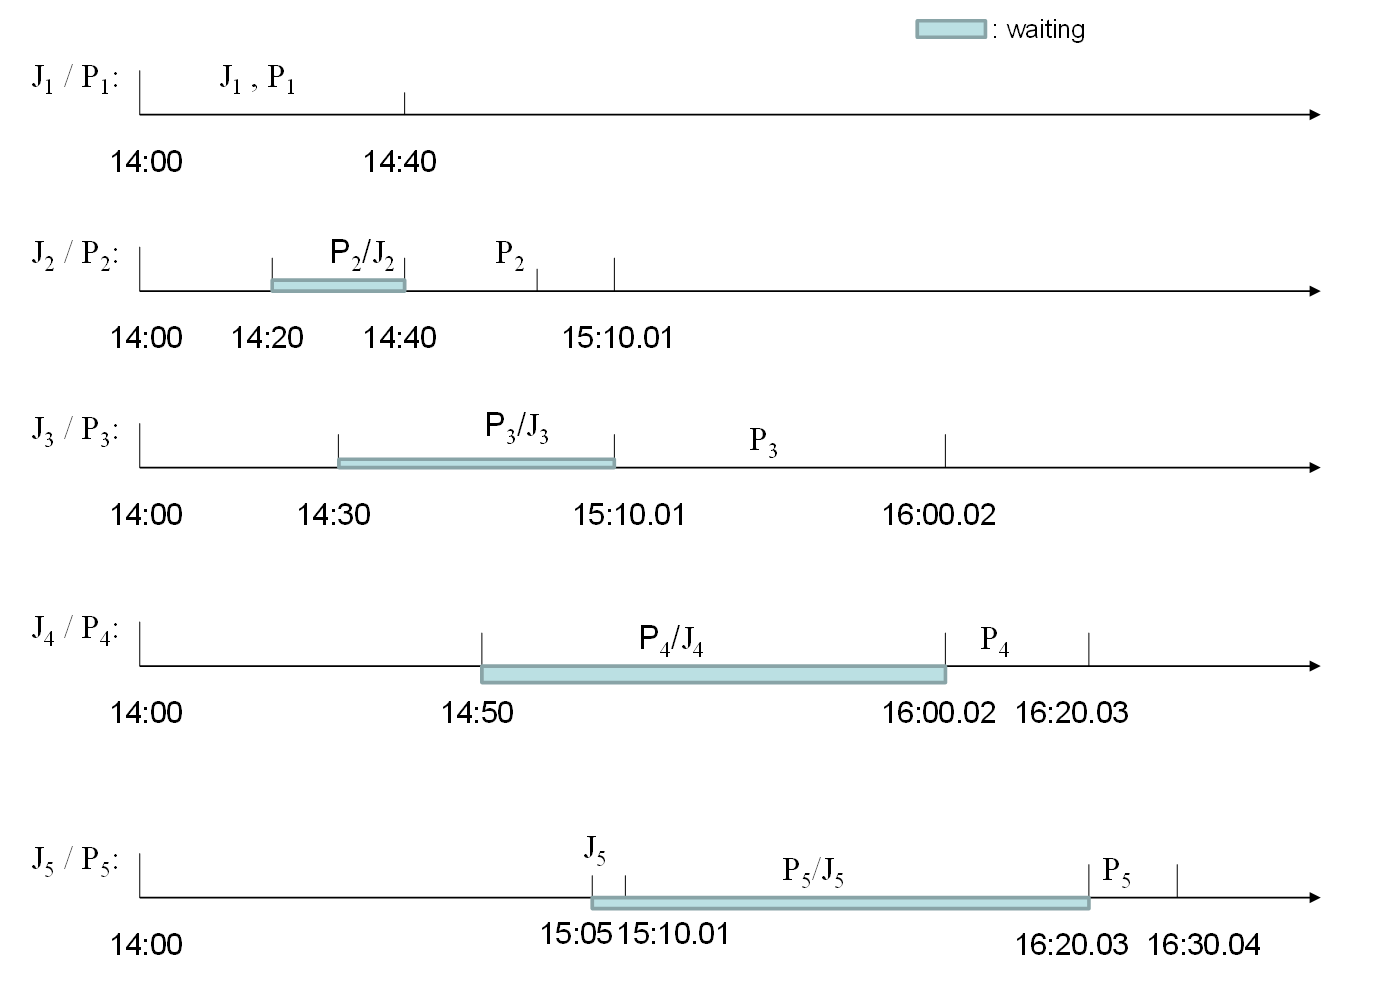 : waiting
J1 / P1: J1 , P1
14:00 14:40
J2 / P2: P2/J2 P2
14:00 14:20 14:40 15:10.01
J3 / P3: P3/J3 P3
14:00 14:30 15:10.01 16:00.02
J4 / P4: P4/J4 P4
14:00 14:50 16:00.02 16:20.03
J5
J5 / P5: P5/J5 P5
15:05 15:10.01
14:00 16:20.03 16:30.04